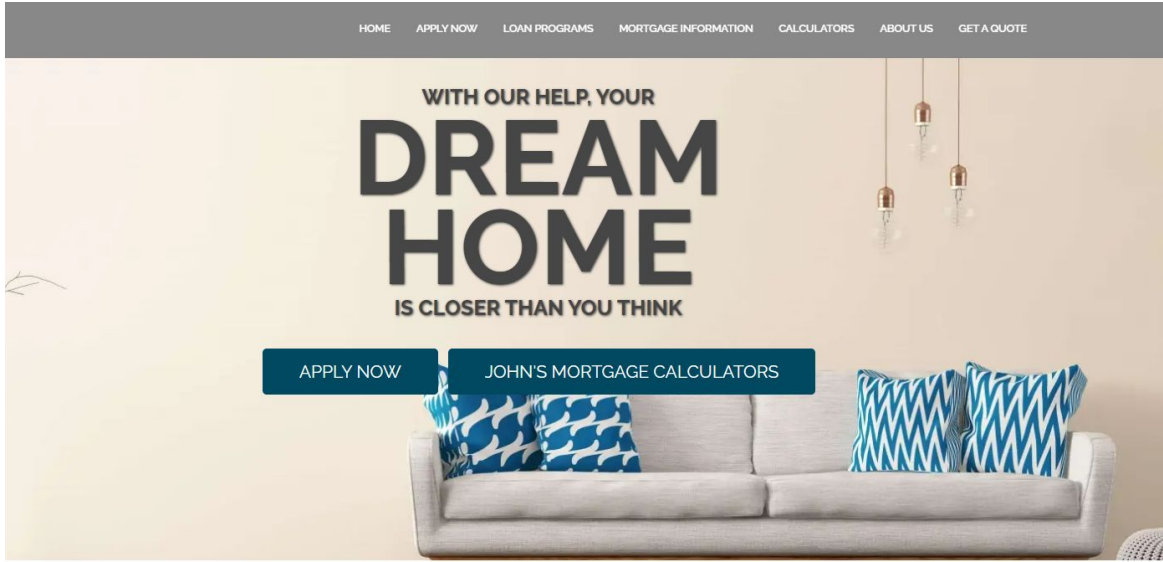 HOME APPLY NOW LOAN PROGRAMS MORTGAGE INFORMATION CALCULATORS ABOUT US GET A QUOTE
WITH OUR HELP, YOUR
DREAM
HOME
IS CLOSER THAN YOU THINK
APPLY NOW JOHN'S MORTGAGE CALCULATORS